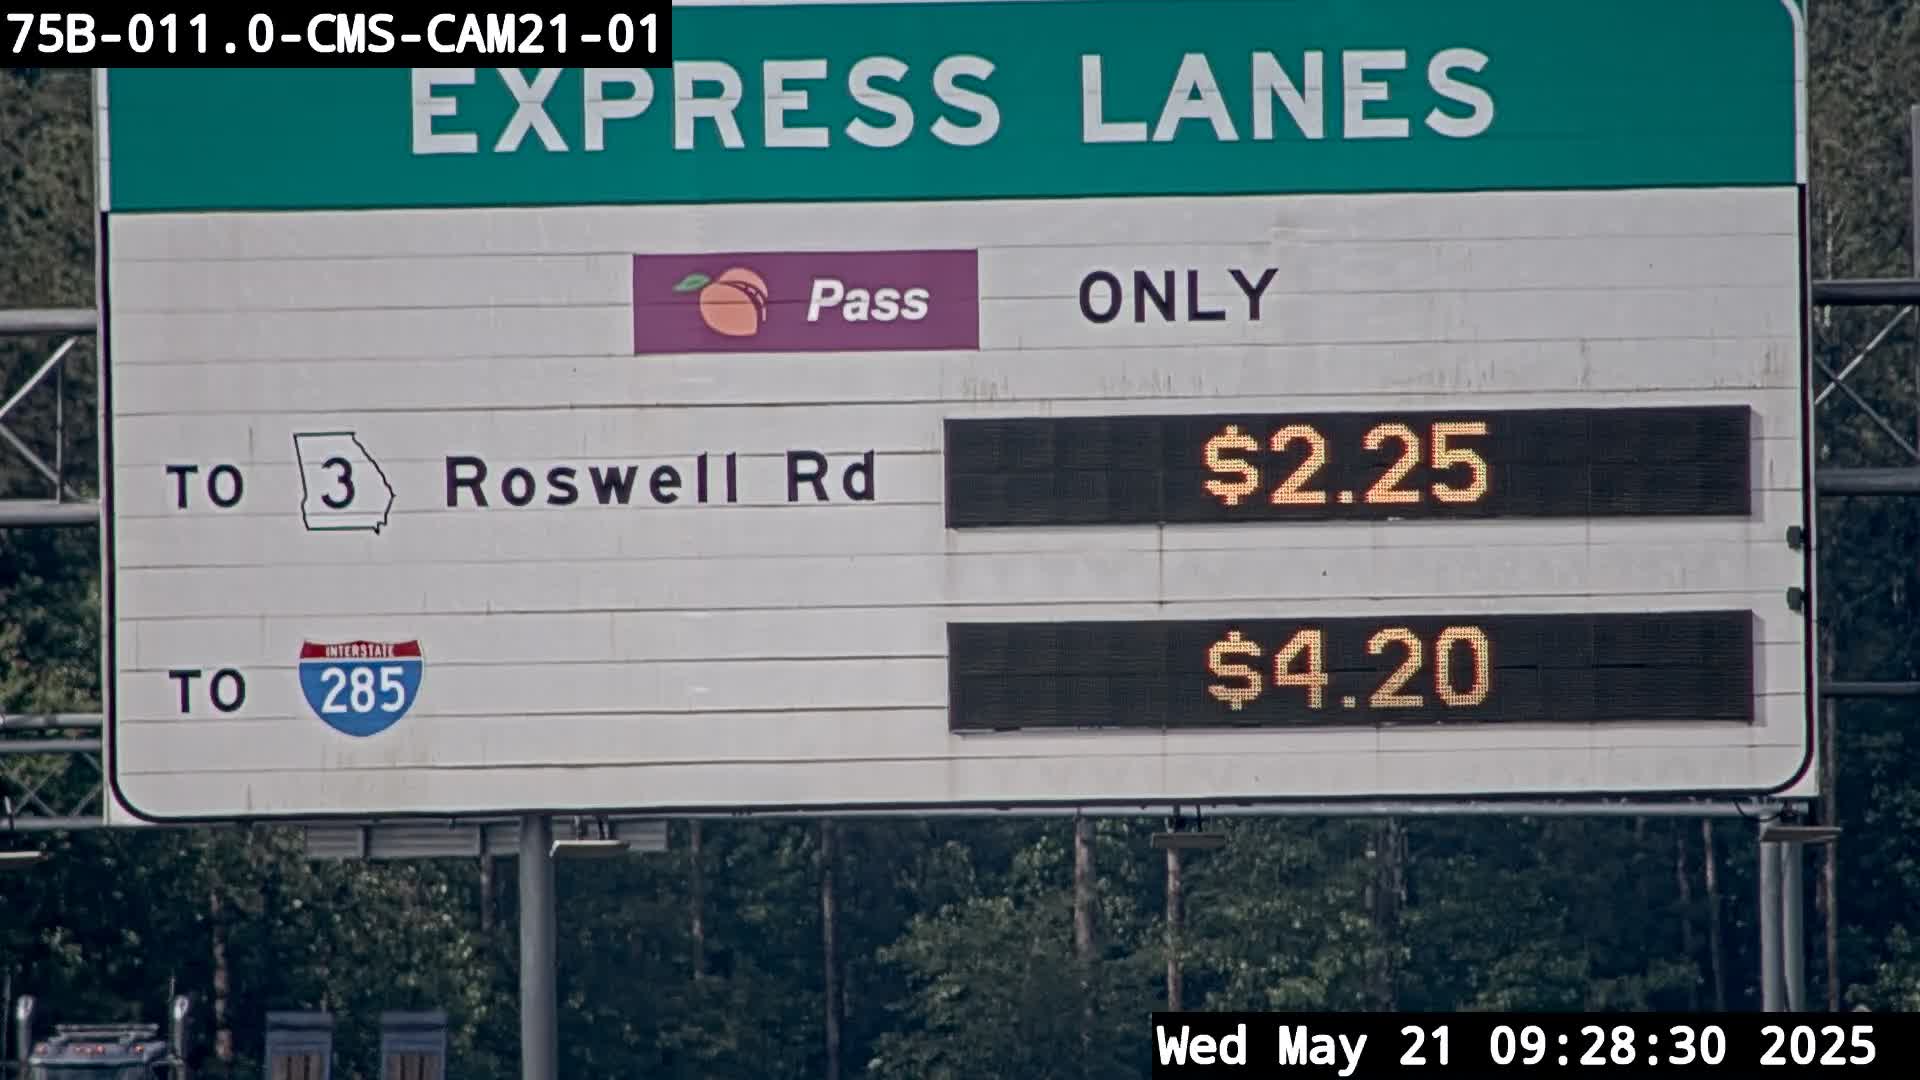 75B-011.0-CMS-CAM21-01
EXPRESS LANES
Pass ONLY
TO 3 Roswell Rd $2.25
TO INTERSTATE 285 $4.20
Wed May 21 09:28:30 2025